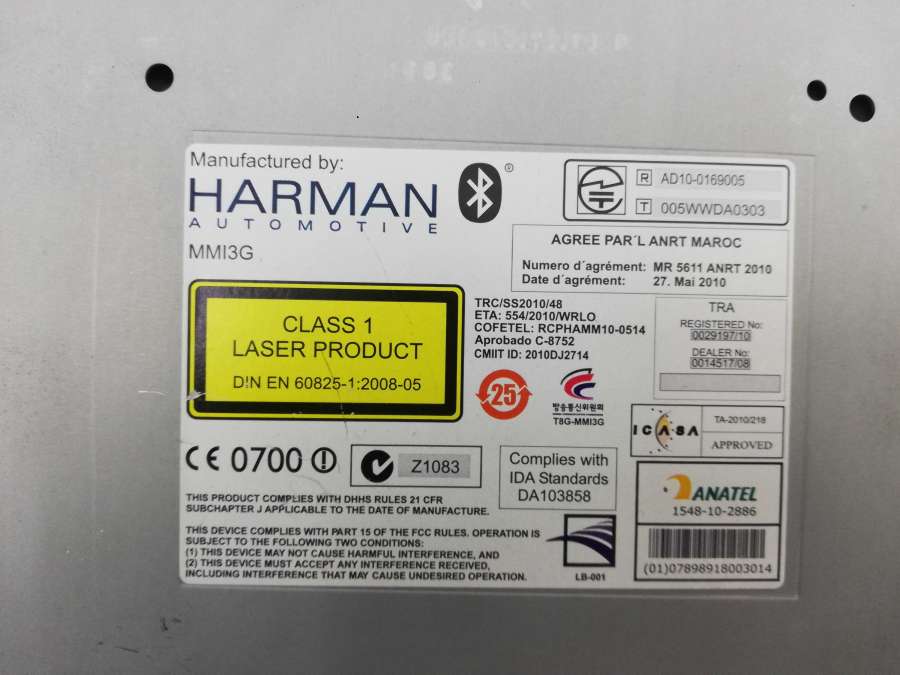 Manufactured by:
HARMAN
AUTOMOTIVE
MMI3G
®
R AD10-0169005
T 005WWDA0303
AGREE PAR´L ANRT MAROC
Numero d´agrément: MR 5611 ANRT 2010
Date d´agrément: 27. Mai 2010
CLASS 1
LASER PRODUCT
DIN EN 60825-1:2008-05
TRC/SS2010/48
ETA: 554/2010/WRLO
COFETEL: RCPHAMM10-0514
Aprobado C-8752
CMIIT ID: 2010DJ2714
TRA
REGISTERED No:
0029197/10
DEALER No:
0014517/08
25
방송통신위원회
T8G-MMI3G
ICASA
TA-2010/218
APPROVED
CE 0700
Z1083
Complies with
IDA Standards
DA103858
ANATEL
1548-10-2886
(01)07898918003014
THIS PRODUCT COMPLIES WITH DHHS RULES 21 CFR
SUBCHAPTER J APPLICABLE TO THE DATE OF MANUFACTURE.
THIS DEVICE COMPLIES WITH PART 15 OF THE FCC RULES. OPERATION IS
SUBJECT TO THE FOLLOWING TWO CONDITIONS:
(1) THIS DEVICE MAY NOT CAUSE HARMFUL INTERFERENCE, AND
(2) THIS DEVICE MUST ACCEPT ANY INTERFERENCE RECEIVED,
INCLUDING INTERFERENCE THAT MAY CAUSE UNDESIRED OPERATION.
LB-001